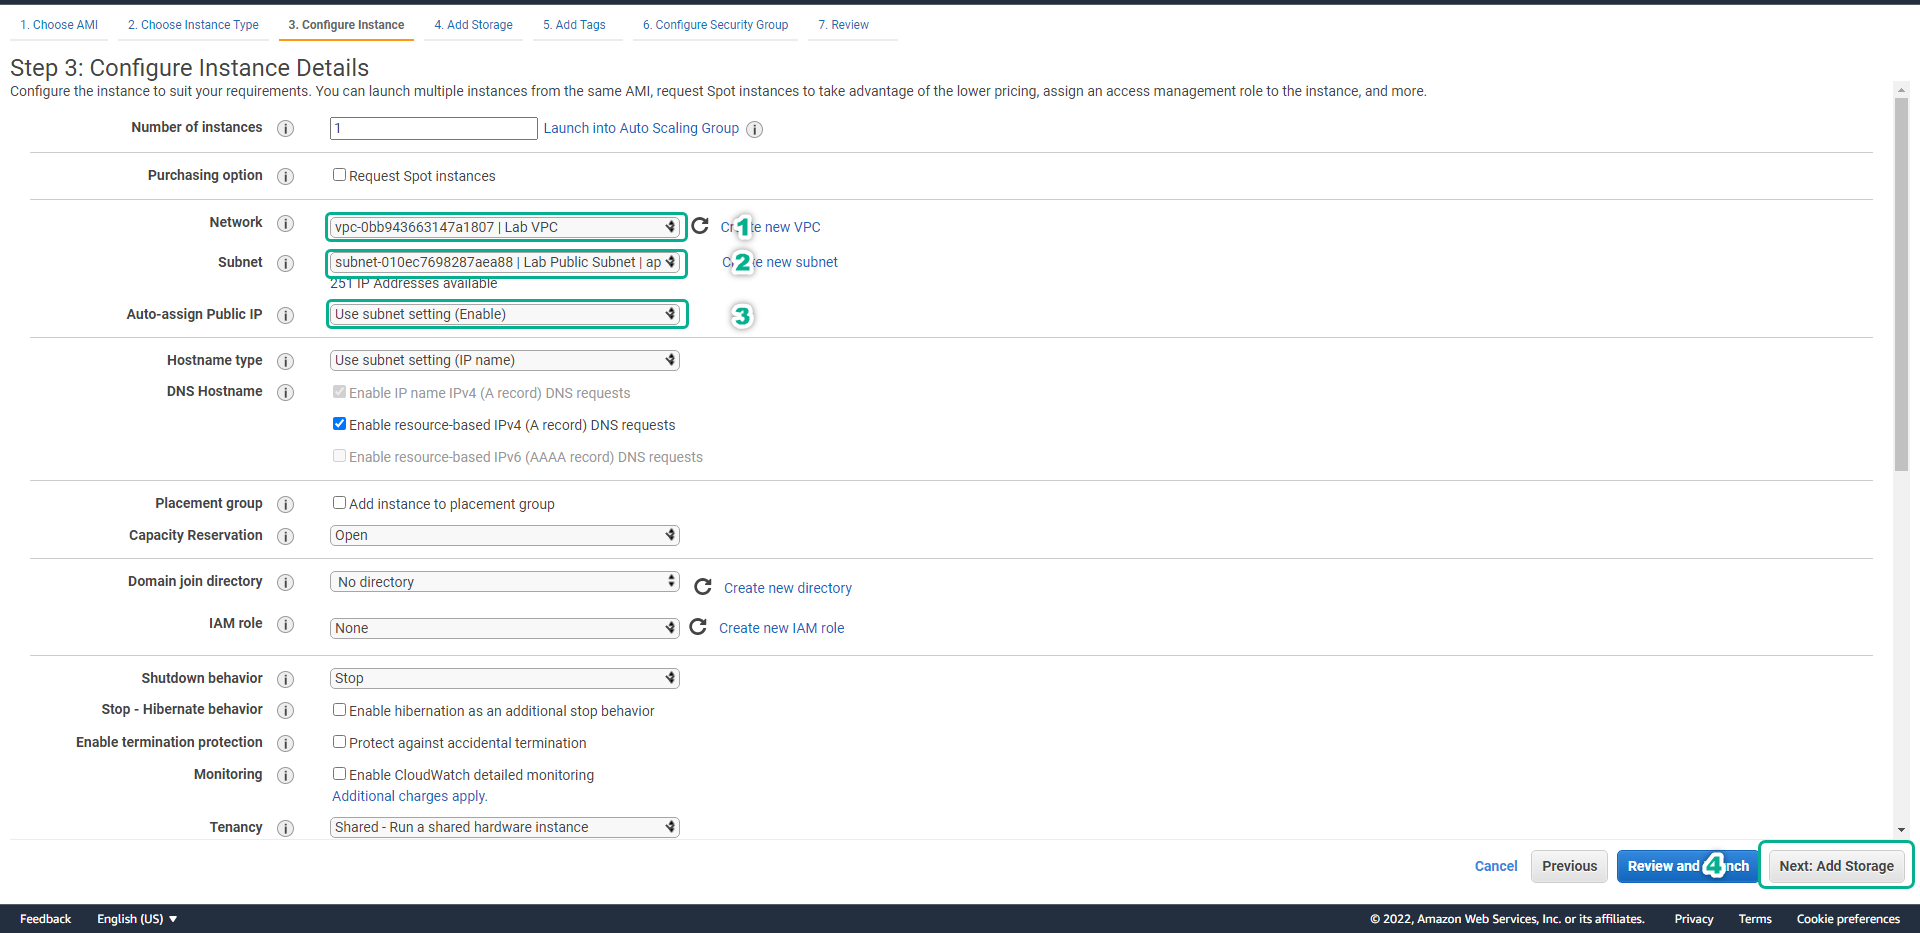 1. Choose AMI 2. Choose Instance Type 3. Configure Instance 4. Add Storage 5. Add Tags 6. Configure Security Group 7. Review
Step 3: Configure Instance Details
Configure the instance to suit your requirements. You can launch multiple instances from the same AMI, request Spot instances to take advantage of the lower pricing, assign an access management role to the instance, and more.
Number of instances i 1 Launch into Auto Scaling Group i
Purchasing option i Request Spot instances
Network i vpc-0bb943663147a1807 | Lab VPC 1 new VPC
Subnet i subnet-010ec7698287aea88 | Lab Public Subnet | ap 2 new subnet
251 IP Addresses available
Auto-assign Public IP i Use subnet setting (Enable) 3
Hostname type i Use subnet setting (IP name)
DNS Hostname i Enable IP name IPv4 (A record) DNS requests
Enable resource-based IPv4 (A record) DNS requests
Enable resource-based IPv6 (AAAA record) DNS requests
Placement group i Add instance to placement group
Capacity Reservation i Open
Domain join directory i No directory Create new directory
IAM role i None Create new IAM role
Shutdown behavior i Stop
Stop - Hibernate behavior i Enable hibernation as an additional stop behavior
Enable termination protection i Protect against accidental termination
Monitoring i Enable CloudWatch detailed monitoring
Additional charges apply.
Tenancy i Shared - Run a shared hardware instance
Cancel Previous Review and 4 Next: Add Storage
Feedback English (US) © 2022, Amazon Web Services, Inc. or its affiliates. Privacy Terms Cookie preferences